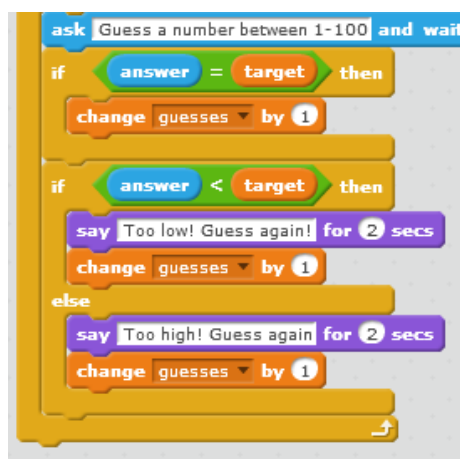 ask Guess a number between 1-100 and wait
if answer = target then
change guesses by 1
if answer < target then
say Too low! Guess again! for 2 secs
change guesses by 1
else
say Too high! Guess again for 2 secs
change guesses by 1